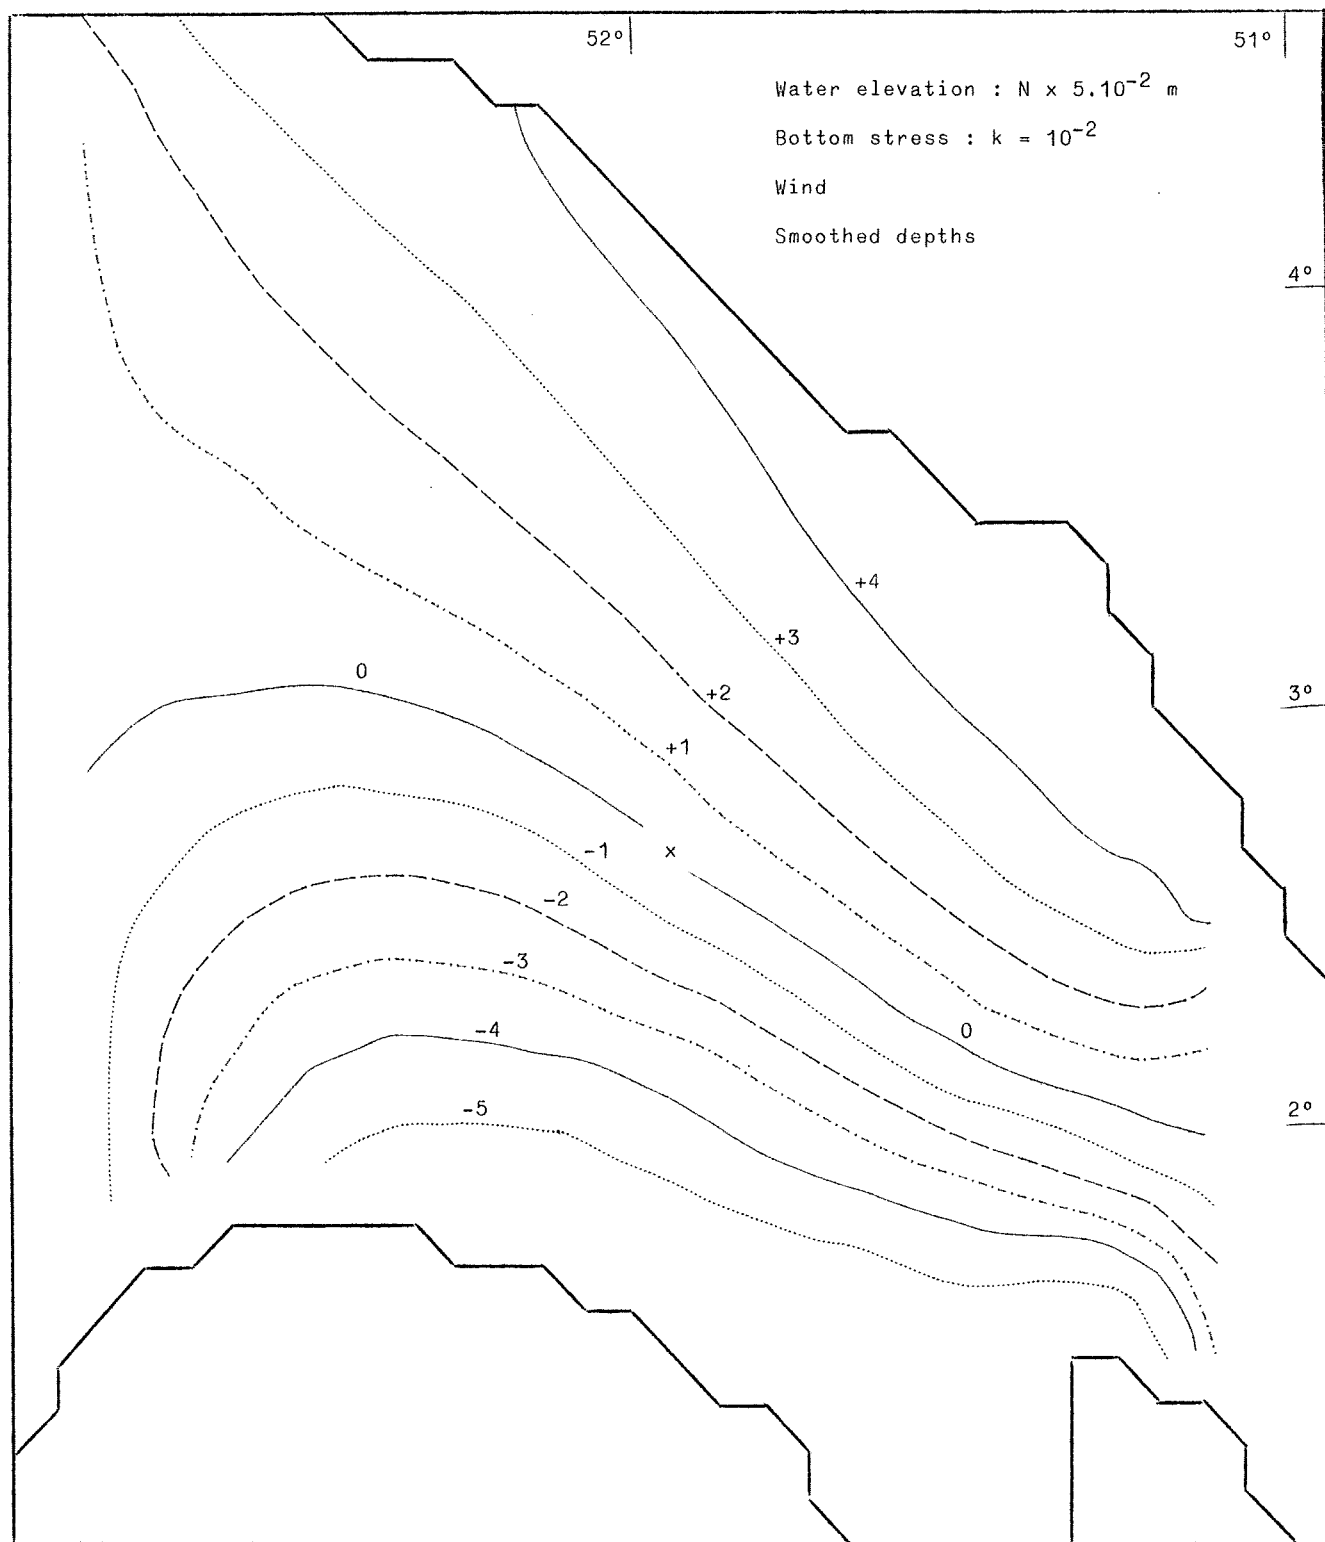 52° 51°
Water elevation : N x 5.10⁻² m
Bottom stress : k = 10⁻²
Wind
Smoothed depths
4°
+4
+3
0
+2
3°
+1
-1 x
-2
-3
-4 0
-5
2°